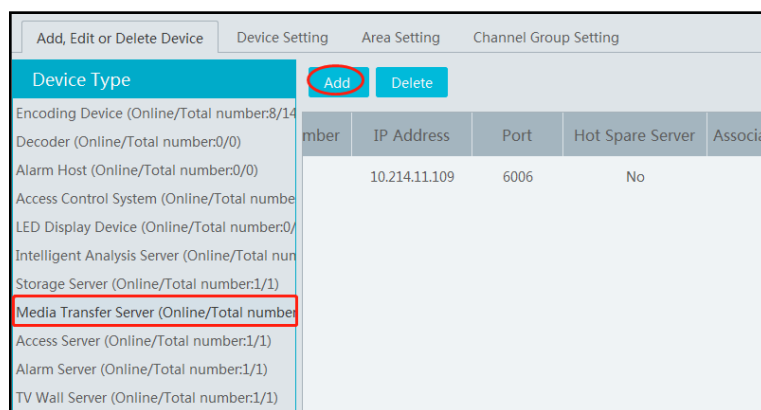 Add, Edit or Delete Device Device Setting Area Setting Channel Group Setting
Device Type
Add Delete
Encoding Device (Online/Total number:8/14
mber IP Address Port Hot Spare Server Associa
Decoder (Online/Total number:0/0)
Alarm Host (Online/Total number:0/0)
10.214.11.109 6006 No
Access Control System (Online/Total numbe
LED Display Device (Online/Total number:0/
Intelligent Analysis Server (Online/Total num
Storage Server (Online/Total number:1/1)
Media Transfer Server (Online/Total number
Access Server (Online/Total number:1/1)
Alarm Server (Online/Total number:1/1)
TV Wall Server (Online/Total number:1/1)